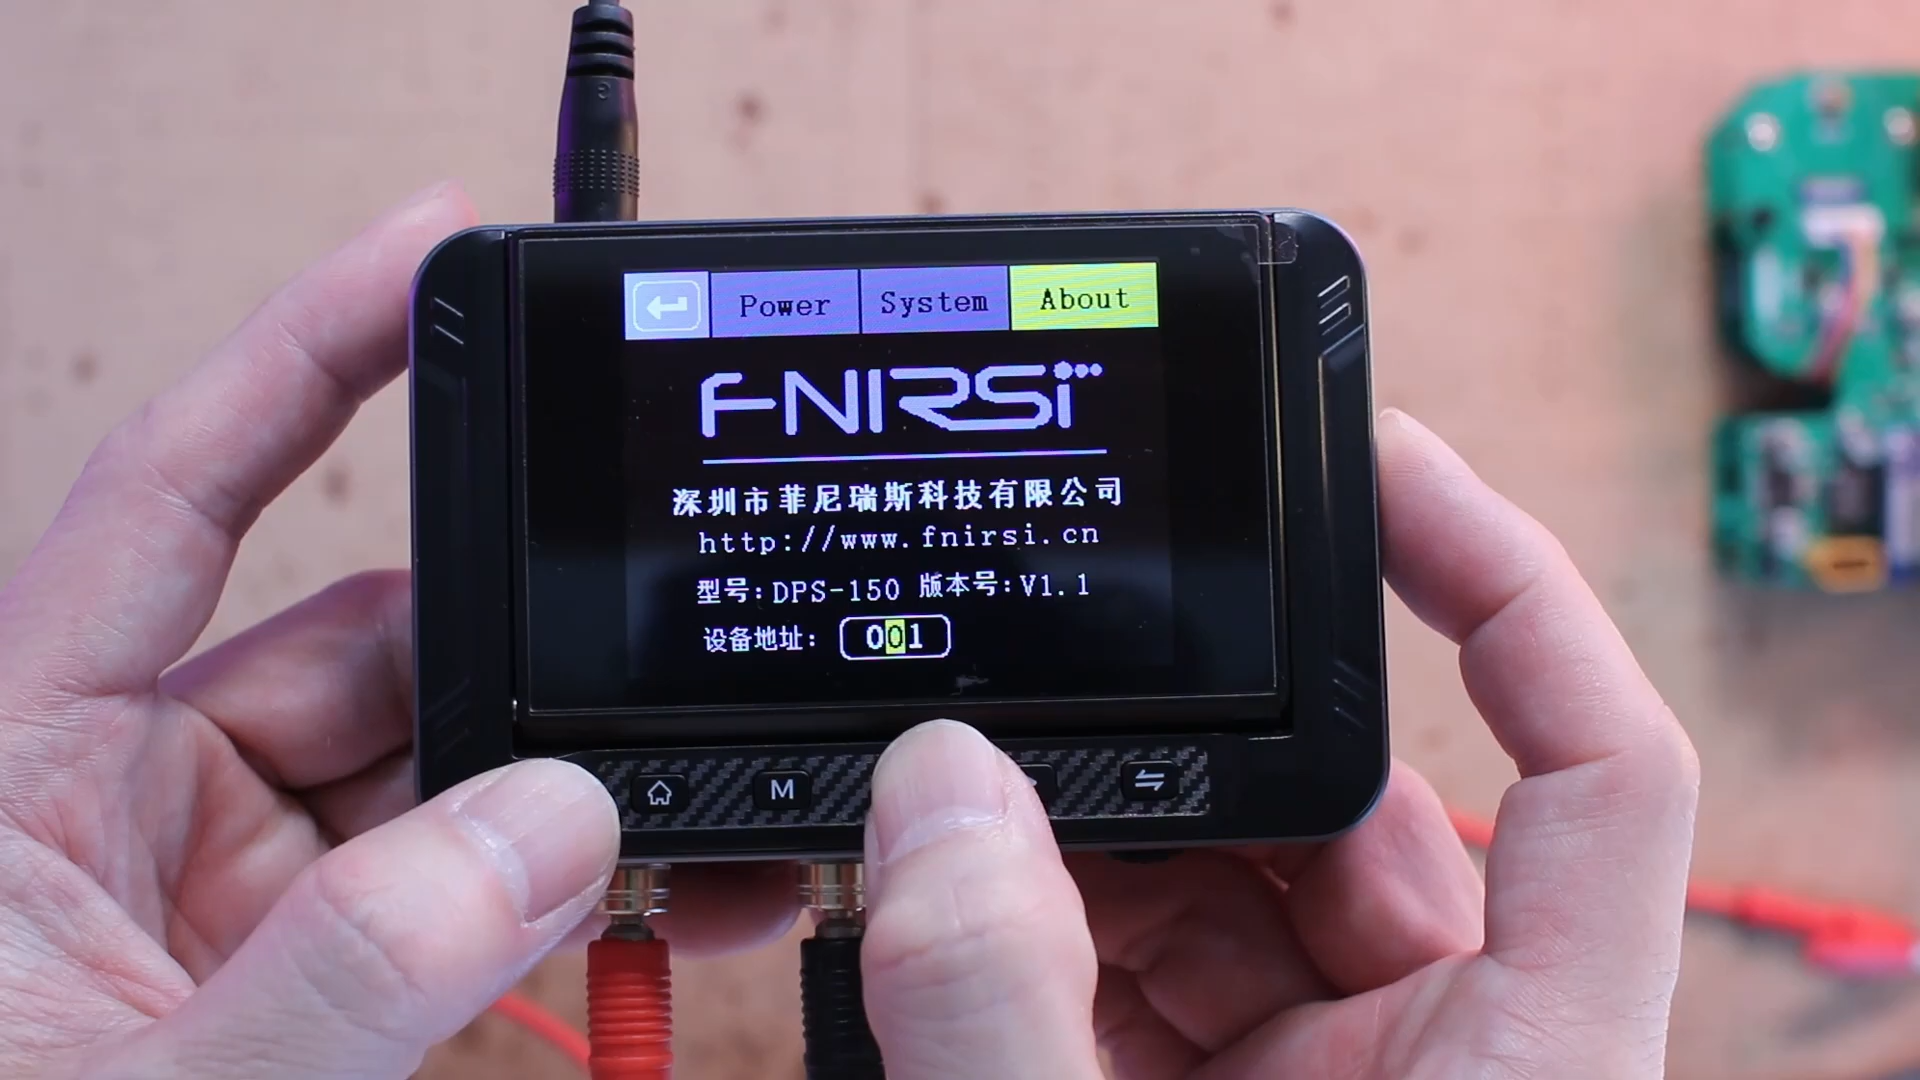 Power System About
FNIRSI
深圳市菲尼瑞斯科技有限公司
http://www.fnirsi.cn
型号:DPS-150 版本号:V1.1
设备地址: 001
M